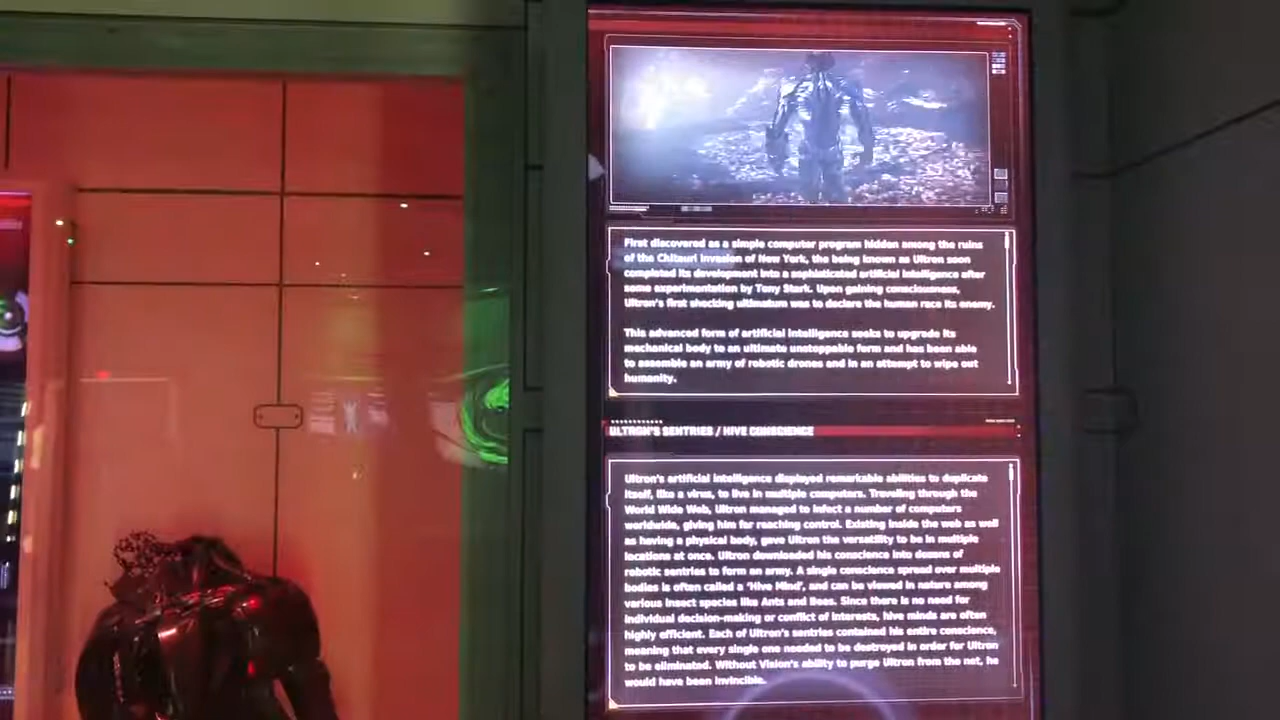 First discovered as a simple computer program hidden among the ruins
of the Chitauri invasion of New York, the being known as Ultron soon
completed its development into a sophisticated artificial intelligence after
some experimentation by Tony Stark. Upon gaining consciousness,
Ultron's first shocking ultimatum was to declare the human race its enemy.
This advanced form of artificial intelligence seeks to upgrade its
mechanical body to an ultimate unstoppable form and has been able
to assemble an army of robotic drones and in an attempt to wipe out
humanity.
ULTRON'S SENTRIES / HIVE CONSCIENCE
Ultron's artificial intelligence displayed remarkable abilities to duplicate
itself, like a virus, to live in multiple computers. Traveling through the
World Wide Web, Ultron managed to infect a number of computers
worldwide, giving him far reaching control. Existing inside the web as well
as having a physical body, gave Ultron the versatility to be in multiple
locations at once. Ultron downloaded his conscience into dozens of
robotic sentries to form an army. A single conscience spread over multiple
bodies is often called a 'Hive Mind', and can be viewed in nature among
various insect species like Ants and Bees. Since there is no need for
individual decision-making or conflict of interests, hive minds are often
highly efficient. Each of Ultron's sentries contained his entire conscience,
meaning that every single one needed to be destroyed in order for Ultron
to be eliminated. Without Vision's ability to purge Ultron from the net, he
would have been invincible.